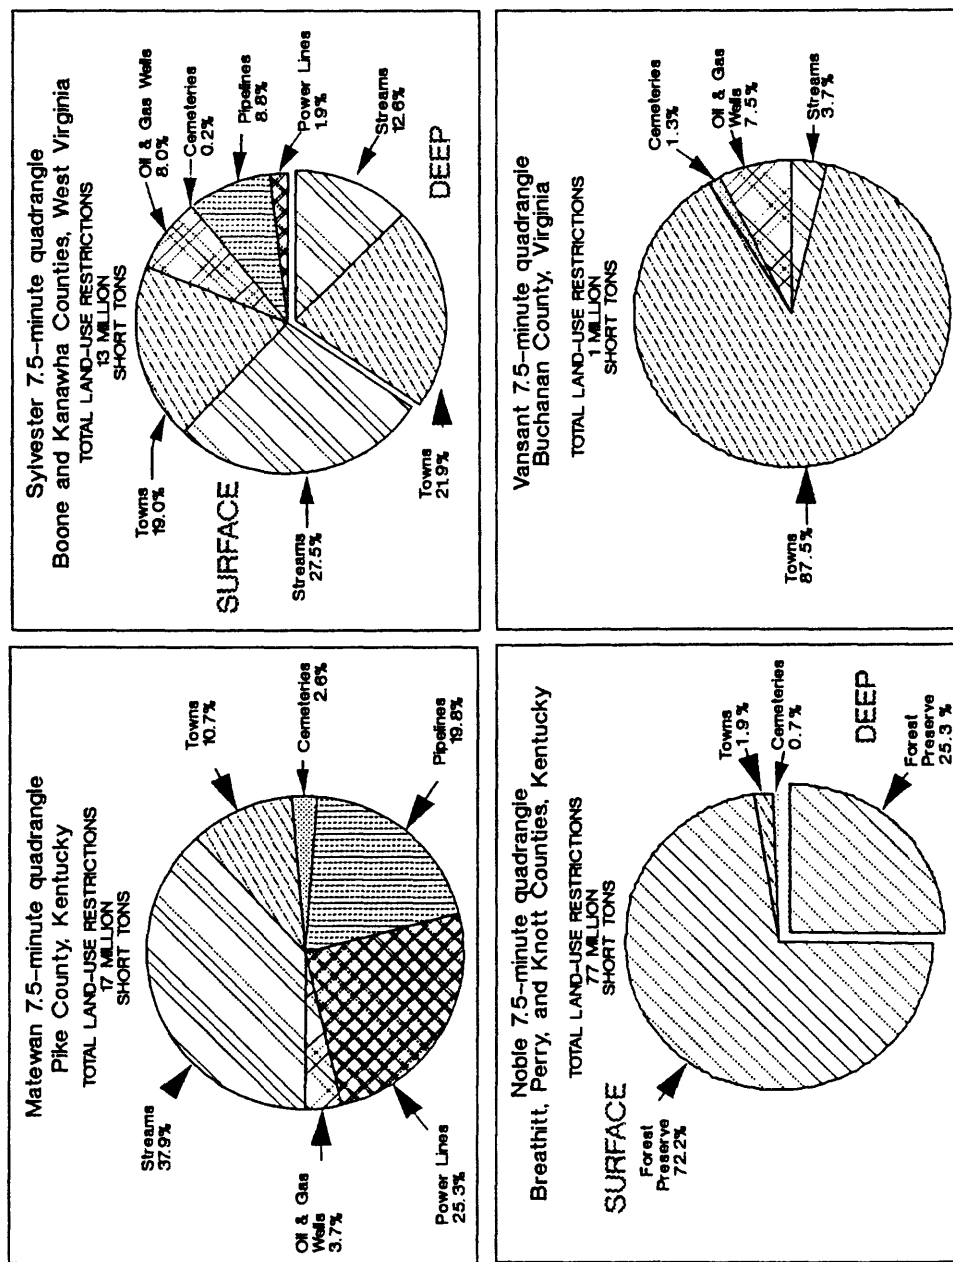 Matewan 7.5-minute quadrangle
Pike County, Kentucky
TOTAL LAND-USE RESTRICTIONS
17 MILLION
SHORT TONS
Streams
37.9%
Towns
10.7%
Cemeteries
2.6%
Pipelines
19.8%
Power Lines
25.3%
Oil & Gas
Wells
3.7%
Sylvester 7.5-minute quadrangle
Boone and Kanawha Counties, West Virginia
TOTAL LAND-USE RESTRICTIONS
13 MILLION
SHORT TONS
SURFACE
Towns
19.0%
Oil & Gas Wells
8.0%
Cemeteries
0.2%
Pipelines
8.8%
Power Lines
1.9%
Streams
12.6%
DEEP
Towns
21.9%
Streams
27.5%
Noble 7.5-minute quadrangle
Breathitt, Perry, and Knott Counties, Kentucky
TOTAL LAND-USE RESTRICTIONS
77 MILLION
SHORT TONS
SURFACE
Forest
Preserve
72.2%
Towns
1.9%
Cemeteries
0.7%
DEEP
Forest
Preserve
25.3%
Vansant 7.5-minute quadrangle
Buchanan County, Virginia
TOTAL LAND-USE RESTRICTIONS
1 MILLION
SHORT TONS
Cemeteries
1.3%
Oil & Gas
Wells
7.5%
Streams
3.7%
Towns
87.5%